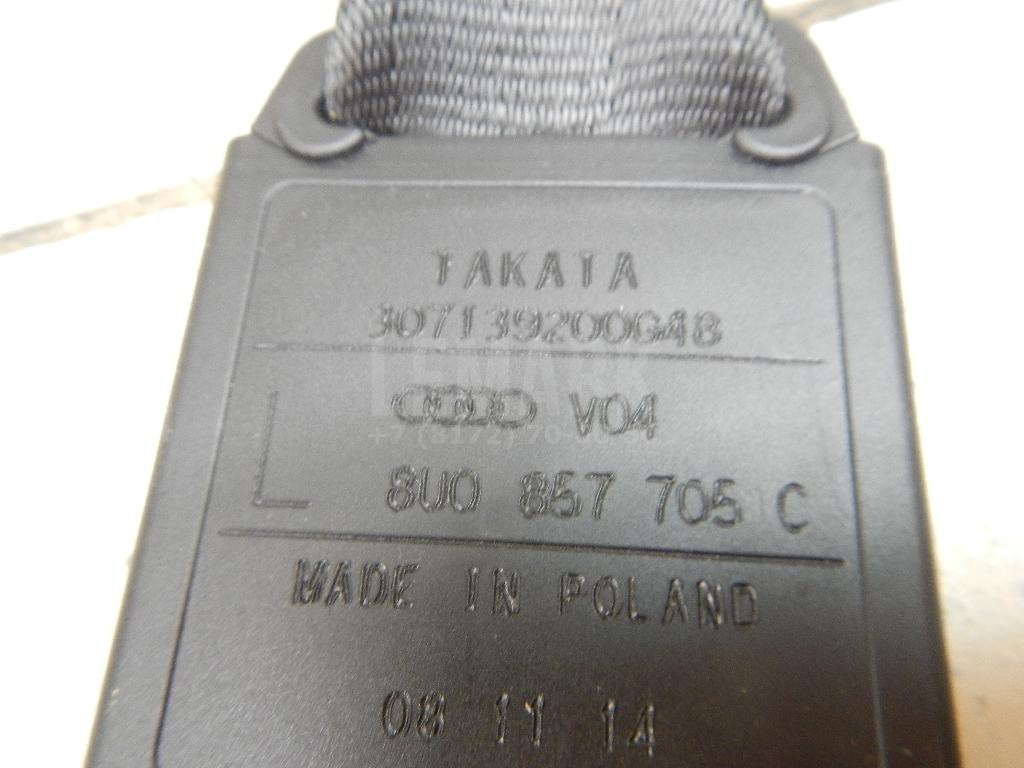 TAKATA
307139200G48
V04
L
8U0 857 705 C
MADE IN POLAND
08 11 14